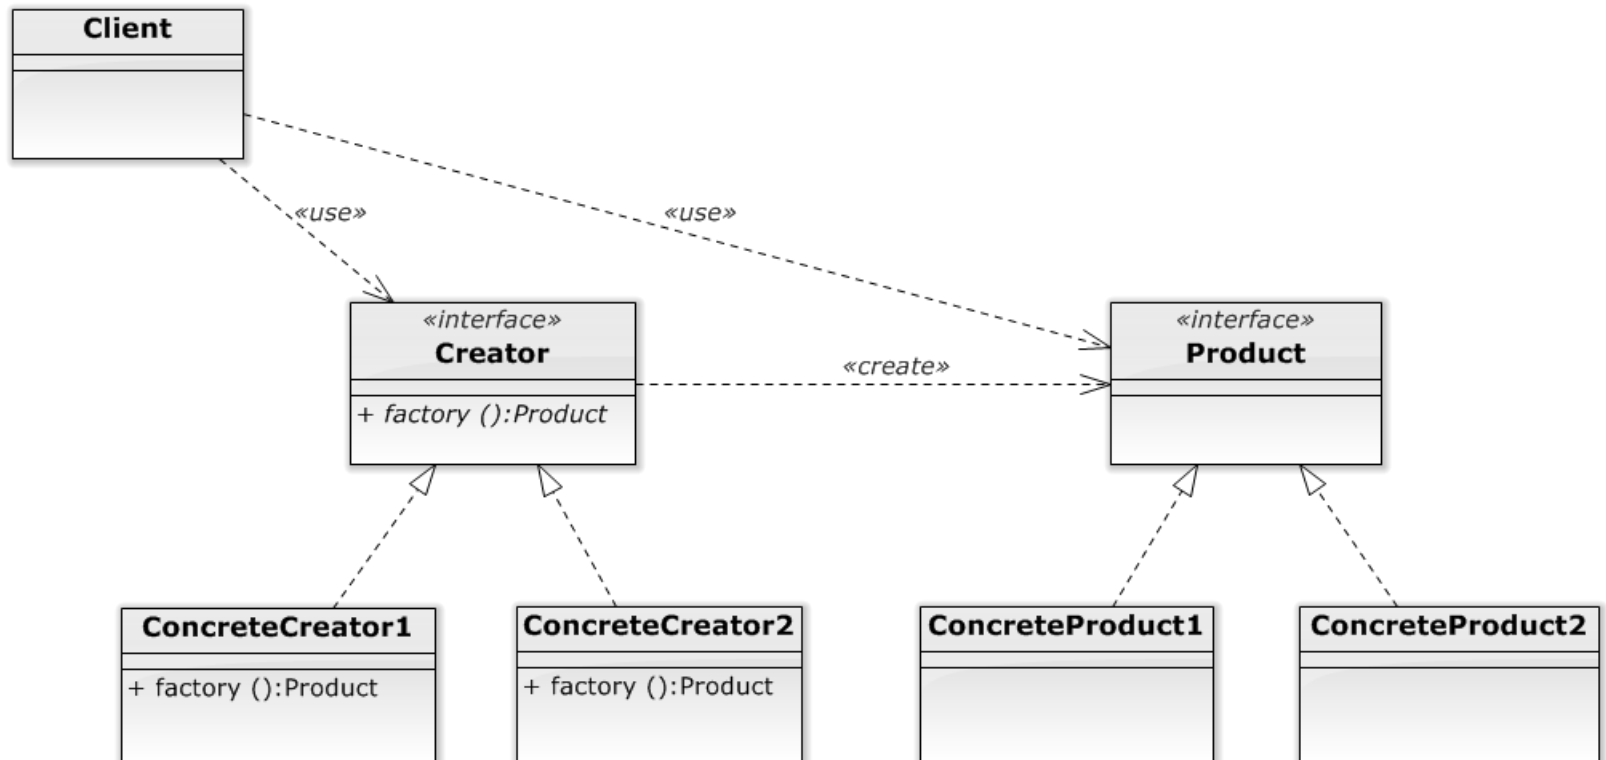 Client
«use»
«use»
«interface»
Creator
+ factory ():Product
«create»
«interface»
Product
ConcreteCreator1
+ factory ():Product
ConcreteCreator2
+ factory ():Product
ConcreteProduct1
ConcreteProduct2